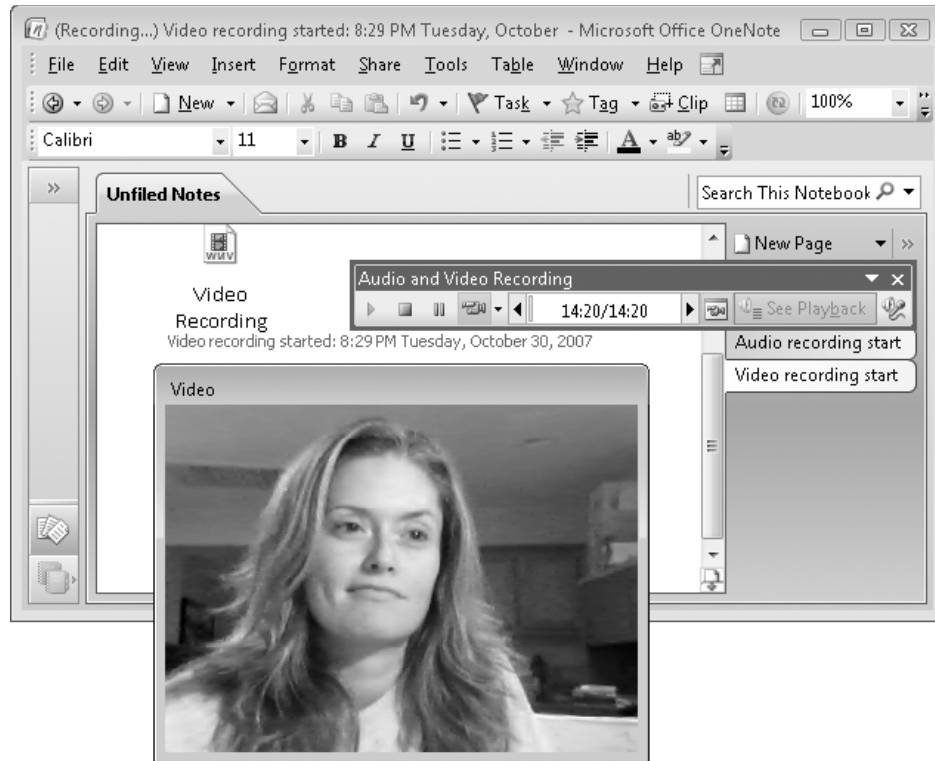 (Recording...) Video recording started: 8:29 PM Tuesday, October - Microsoft Office OneNote
File Edit View Insert Format Share Tools Table Window Help
New Task Tag Clip 100%
Calibri 11 B I U A ab
Unfiled Notes
Search This Notebook
WMV
New Page
Audio and Video Recording
Video
Recording
14:20/14:20
See Playback
Video recording started: 8:29 PM Tuesday, October 30, 2007
Audio recording start
Video recording start
Video